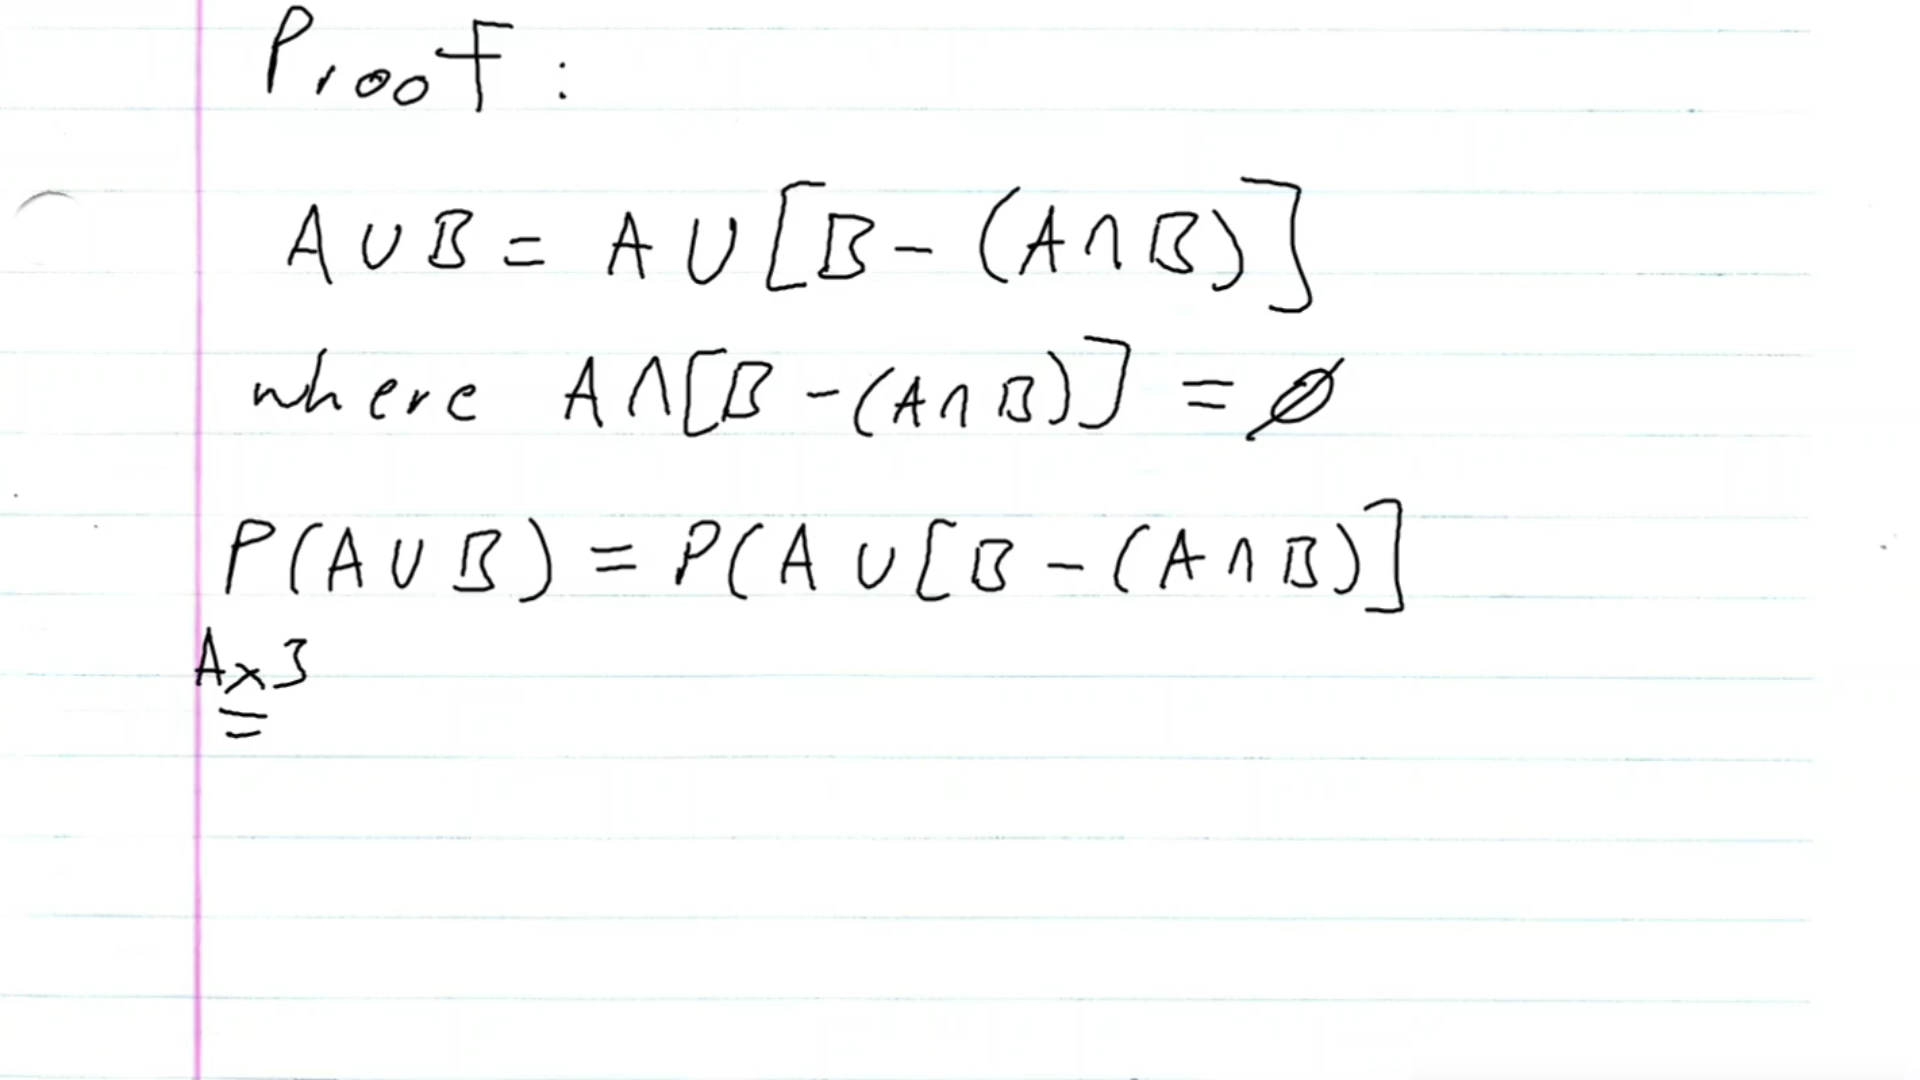 Proof:
A ∪ B = A ∪ [B - (A ∩ B)]
where A ∩ [B - (A ∩ B)] = ∅
P(A ∪ B) = P(A ∪ [B - (A ∩ B)]
Ax3
=